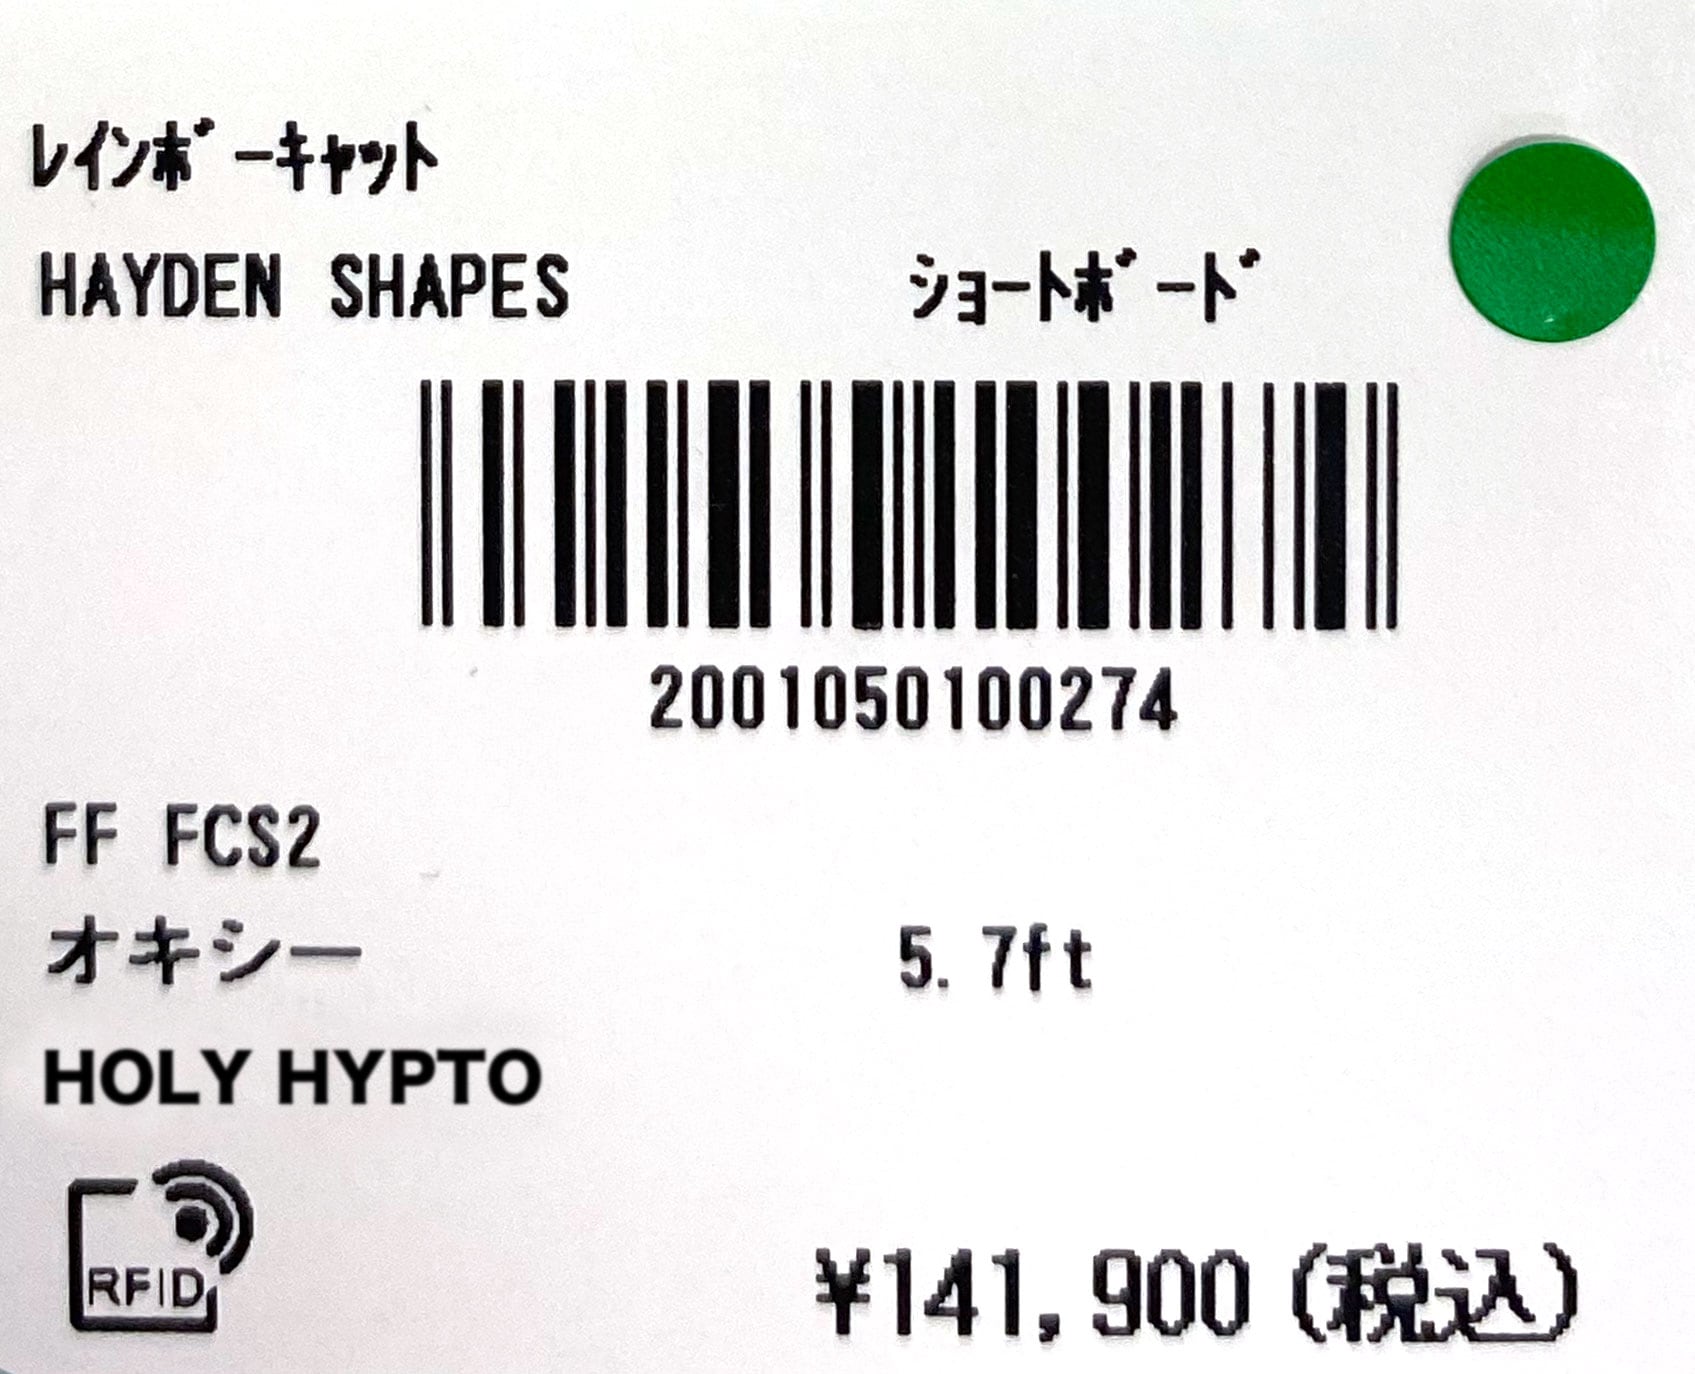 レインボーキャット
HAYDEN SHAPES ショートボード
2001050100274
FF FCS2
オキシー 5.7ft
HOLY HYPTO
RFID
¥141,900(税込)